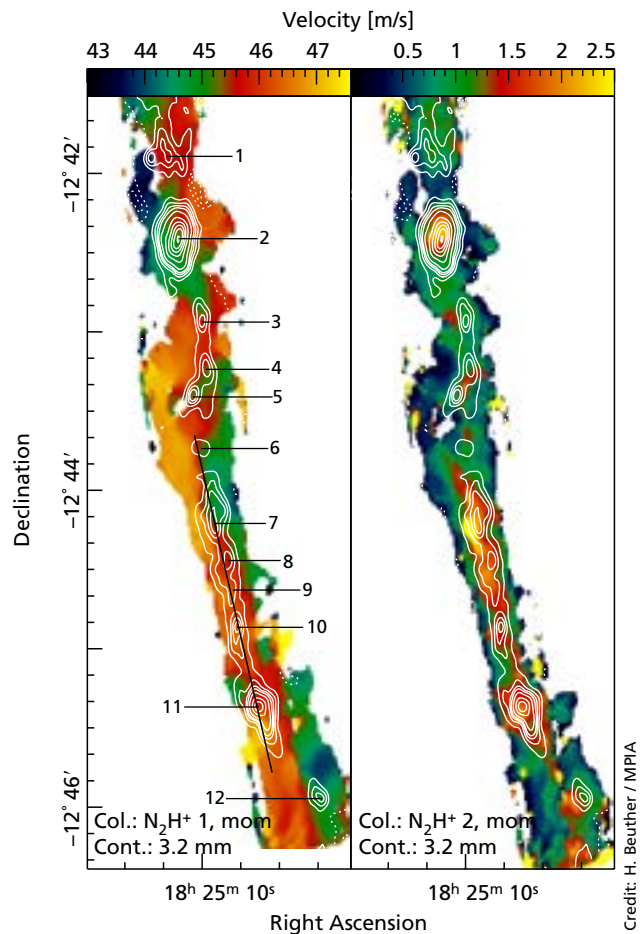 Velocity [m/s]
43 44 45 46 47
0.5 1 1.5 2 2.5
−12° 42′
−12° 44′
−12° 46′
Declination
1
2
3
4
5
6
7
8
9
10
11
12
Col.: N₂H⁺ 1, mom
Cont.: 3.2 mm
Col.: N₂H⁺ 2, mom
Cont.: 3.2 mm
18ʰ 25ᵐ 10ˢ
18ʰ 25ᵐ 10ˢ
Right Ascension
Credit: H. Beuther / MPIA